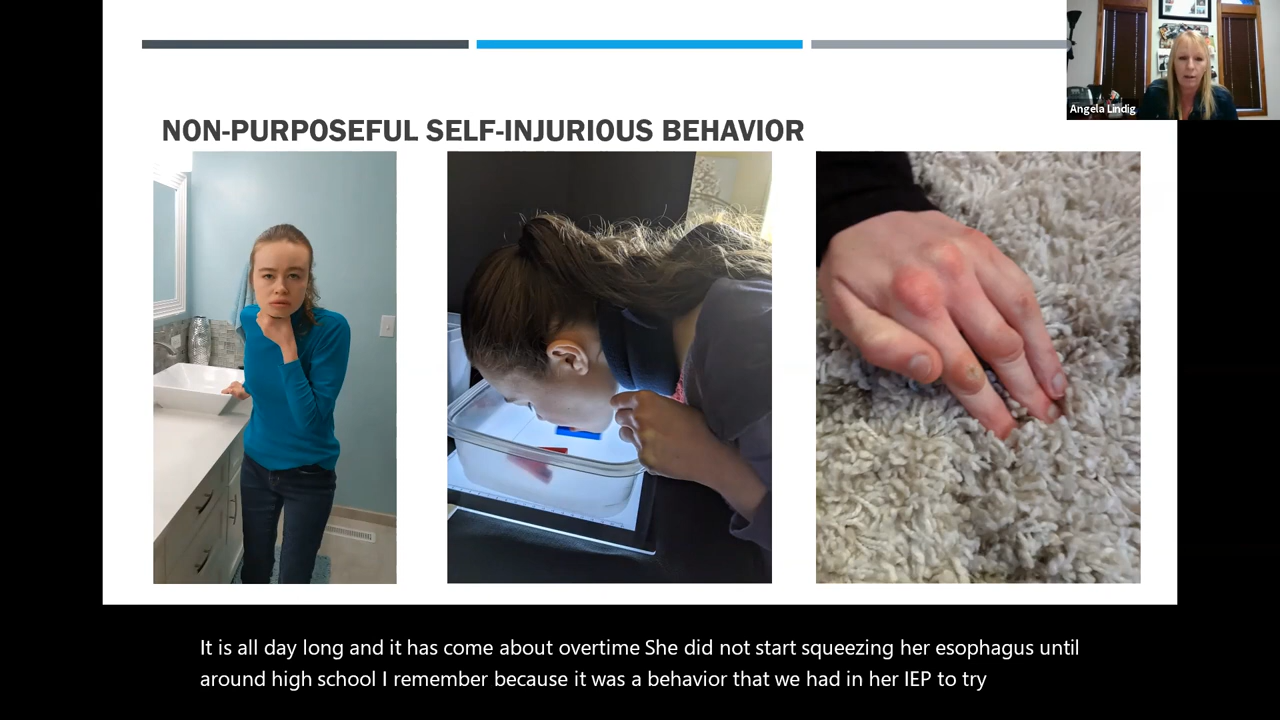 Angela Lindig
NON-PURPOSEFUL SELF-INJURIOUS BEHAVIOR
It is all day long and it has come about overtime She did not start squeezing her esophagus until
around high school I remember because it was a behavior that we had in her IEP to try